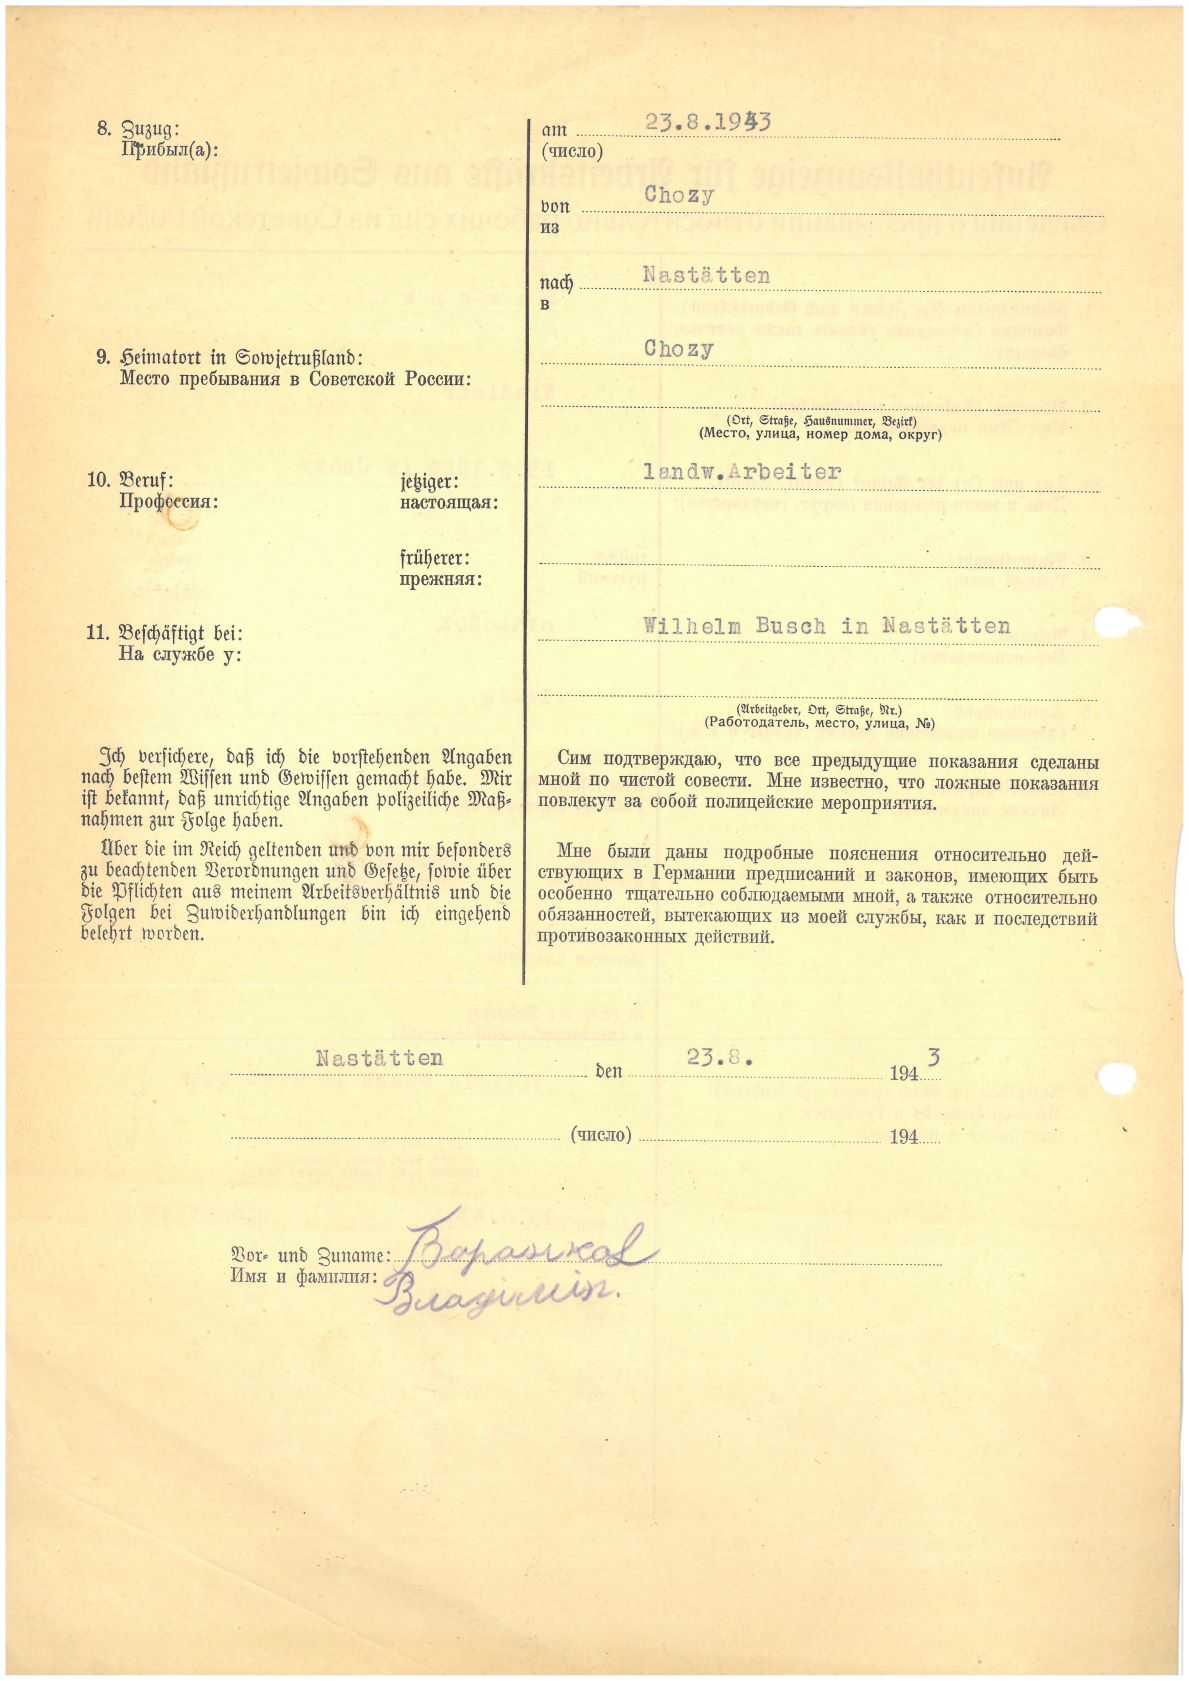 8. Zuzug: am 23.8.1943
Прибыл(а): (число)
von Chozy
из
nach Nastätten
в
9. Heimatort in Sowjetrußland: Chozy
Место пребывания в Советской России:
(Ort, Straße, Hausnummer, Bezirk)
(Место, улица, номер дома, округ)
10. Beruf: jetziger: landw.Arbeiter
Профессия: настоящая:
früherer:
прежняя:
11. Beschäftigt bei: Wilhelm Busch in Nastätten
На службе у:
(Arbeitgeber, Ort, Straße, Nr.)
(Работодатель, место, улица, №)
Ich versichere, daß ich die vorstehenden Angaben
nach bestem Wissen und Gewissen gemacht habe. Mir
ist bekannt, daß unrichtige Angaben polizeiliche Maß-
nahmen zur Folge haben.
Über die im Reich geltenden und von mir besonders
zu beachtenden Verordnungen und Gesetze, sowie über
die Pflichten aus meinem Arbeitsverhältnis und die
Folgen bei Zuwiderhandlungen bin ich eingehend
belehrt worden.
Сим подтверждаю, что все предыдущие показания сделаны
мной по чистой совести. Мне известно, что ложные показания
повлекут за собой полицейские мероприятия.
Мне были даны подробные пояснения относительно дей-
ствующих в Германии предписаний и законов, имеющих быть
особенно тщательно соблюдаемыми мной, а также относительно
обязанностей, вытекающих из моей службы, как и последствий
противозаконных действий.
Nastätten den 23.8. 1943
(число) 194
Vor- und Zuname:
Имя и фамилия: